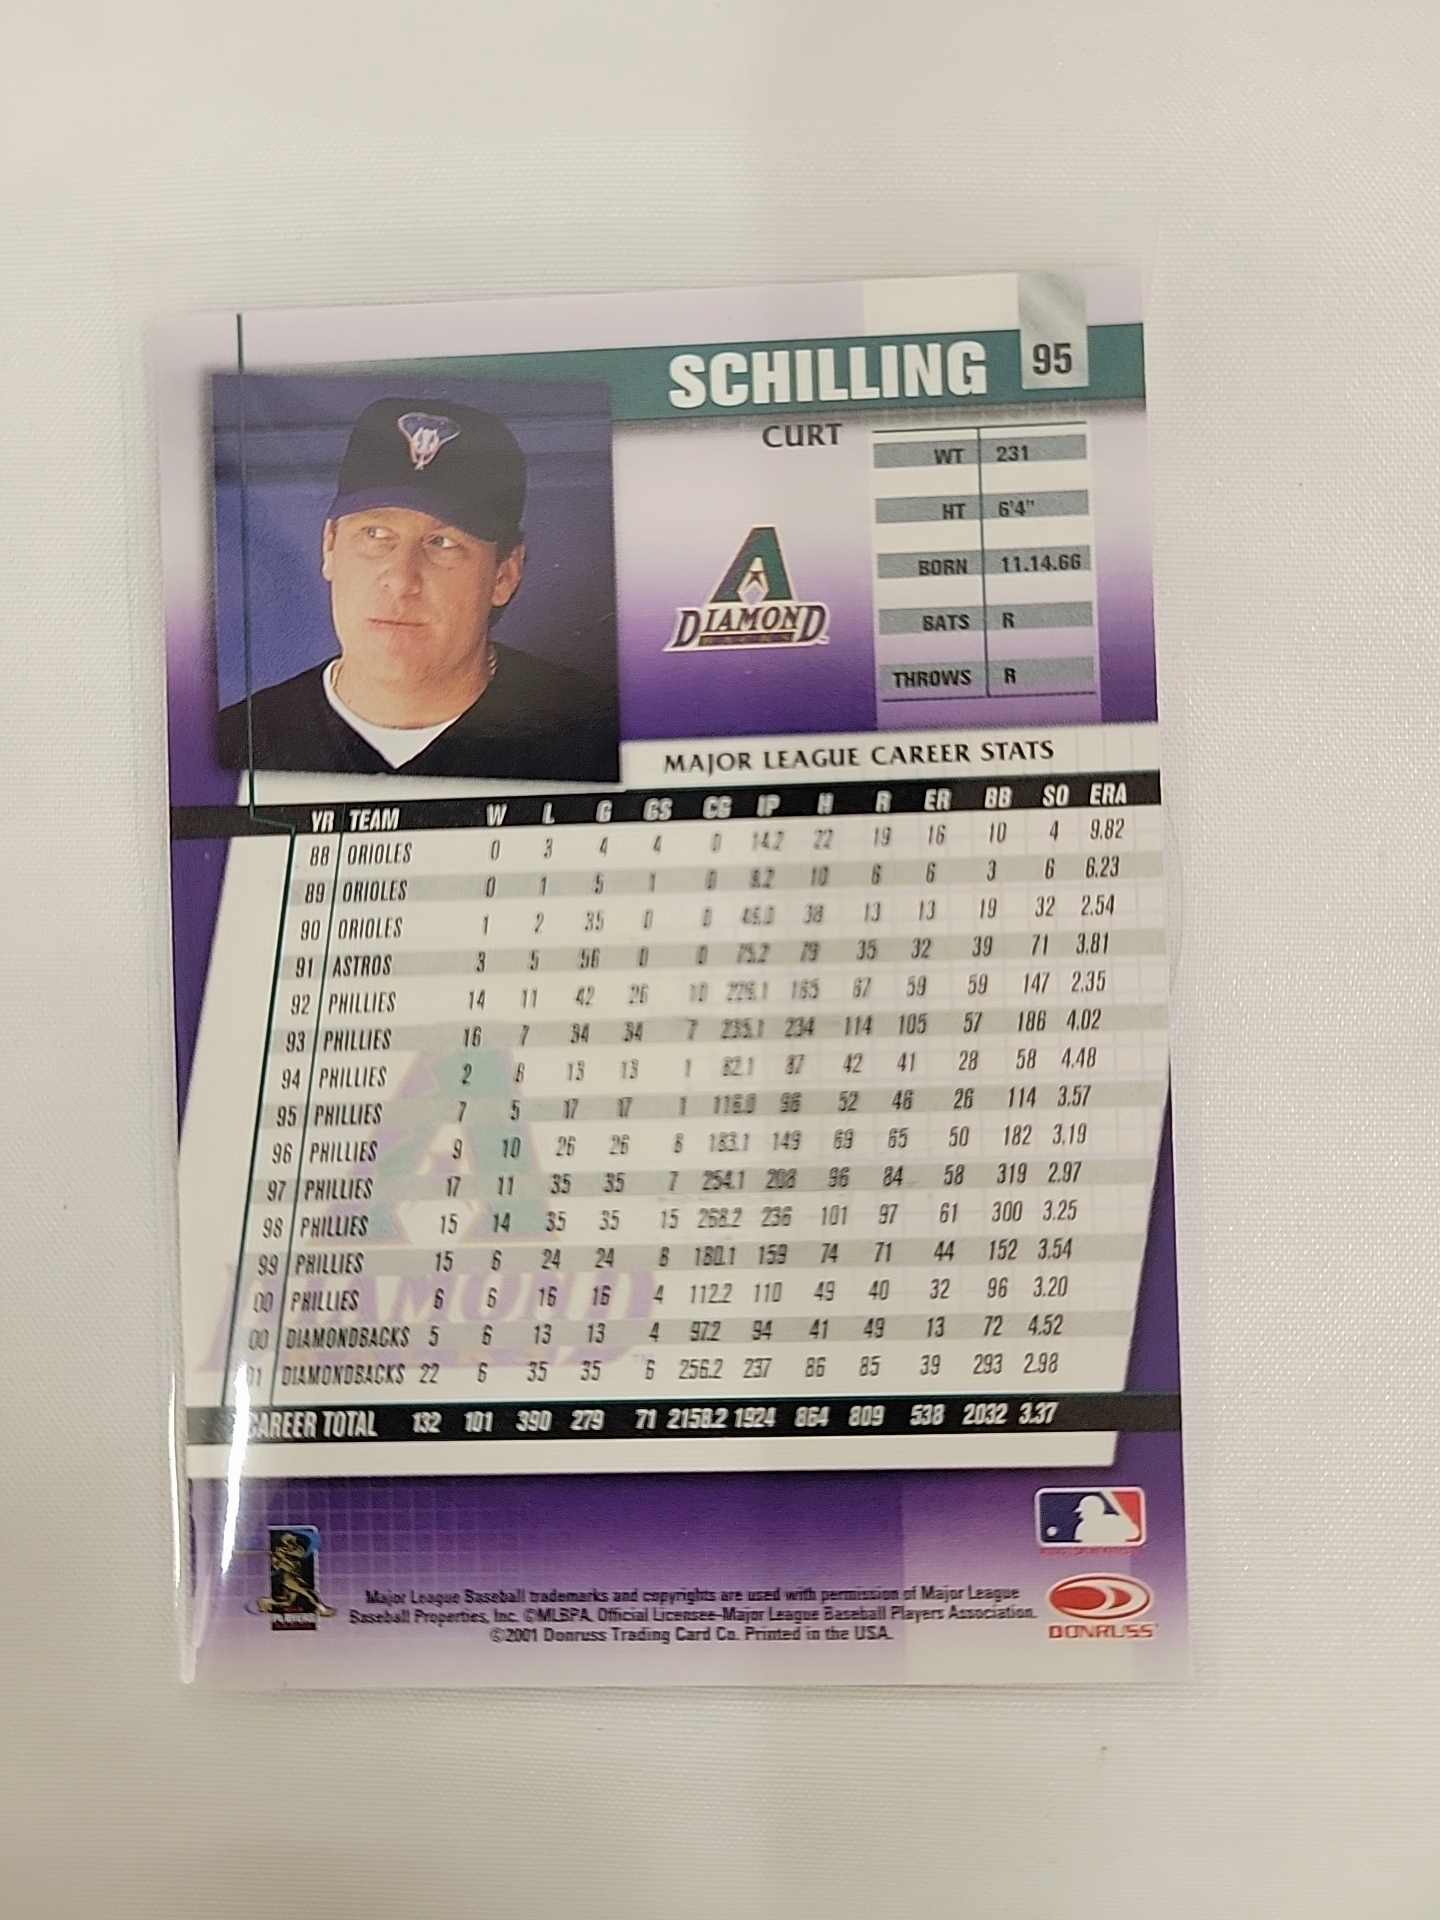 SCHILLING 95
CURT
WT 231
HT 6'4"
BORN 11.14.66
BATS R
THROWS R
DIAMOND
MAJOR LEAGUE CAREER STATS
YR TEAM W L G GS CG IP H R ER BB SO ERA
88 ORIOLES 0 3 4 4 0 14.2 22 19 16 10 4 9.82
89 ORIOLES 0 1 5 1 0 8.2 10 6 6 3 6 6.23
90 ORIOLES 1 2 35 0 0 46.0 38 13 13 19 32 2.54
91 ASTROS 3 5 56 0 0 75.2 79 35 32 39 71 3.81
92 PHILLIES 14 11 42 26 10 226.1 165 67 59 59 147 2.35
93 PHILLIES 16 7 34 34 7 235.1 234 114 105 57 186 4.02
94 PHILLIES 2 8 13 13 1 82.1 87 42 41 28 58 4.48
95 PHILLIES 7 5 17 17 1 116.0 96 52 46 26 114 3.57
96 PHILLIES 9 10 26 26 8 183.1 149 69 65 50 182 3.19
97 PHILLIES 17 11 35 35 7 254.1 208 96 84 58 319 2.97
98 PHILLIES 15 14 35 35 15 268.2 236 101 97 61 300 3.25
99 PHILLIES 15 6 24 24 8 180.1 159 74 71 44 152 3.54
00 PHILLIES 6 6 16 16 4 112.2 110 49 40 32 96 3.20
00 DIAMONDBACKS 5 6 13 13 4 97.2 94 41 49 13 72 4.52
01 DIAMONDBACKS 22 6 35 35 6 256.2 237 86 85 39 293 2.98
CAREER TOTAL 132 101 390 279 71 2158.2 1924 864 809 538 2032 3.37
Major League Baseball trademarks and copyrights are used with permission of Major League
Baseball Properties, Inc. ©MLBPA. Official Licensee-Major League Baseball Players Association.
©2001 Donruss Trading Card Co. Printed in the USA.
DONRUSS